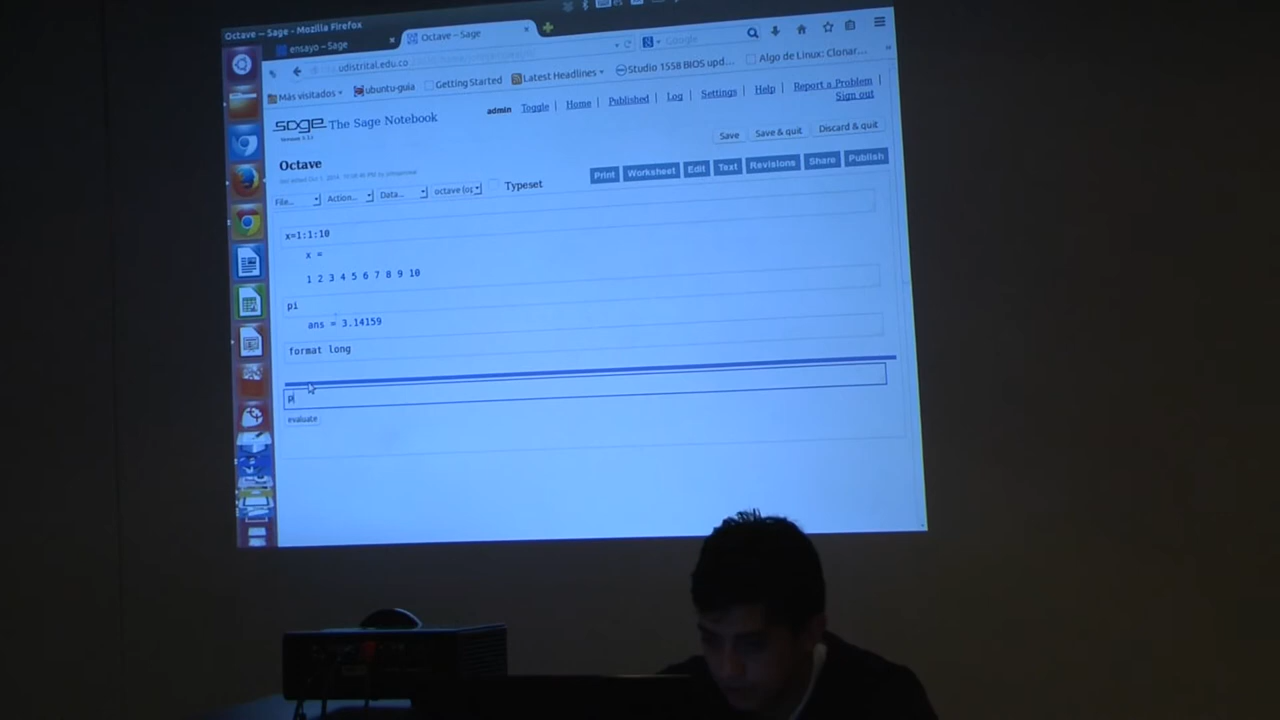 Octave – Sage - Mozilla Firefox
ensayo – Sage × Octave – Sage ×
udistrital.edu.co Google
Más visitados ubuntu-guia Getting Started Latest Headlines Studio 1558 BIOS upd... Algo de Linux: Clonar... »
admin Toggle | Home | Published | Log | Settings | Help | Report a Problem | Sign out
sage The Sage Notebook
Save Save & quit Discard & quit
Octave
Print Worksheet Edit Text Revisions Share Publish
File... Action... Data... octave (op Typeset
x=1:1:10
x =
1 2 3 4 5 6 7 8 9 10
pi
ans = 3.14159
format long
p
evaluate